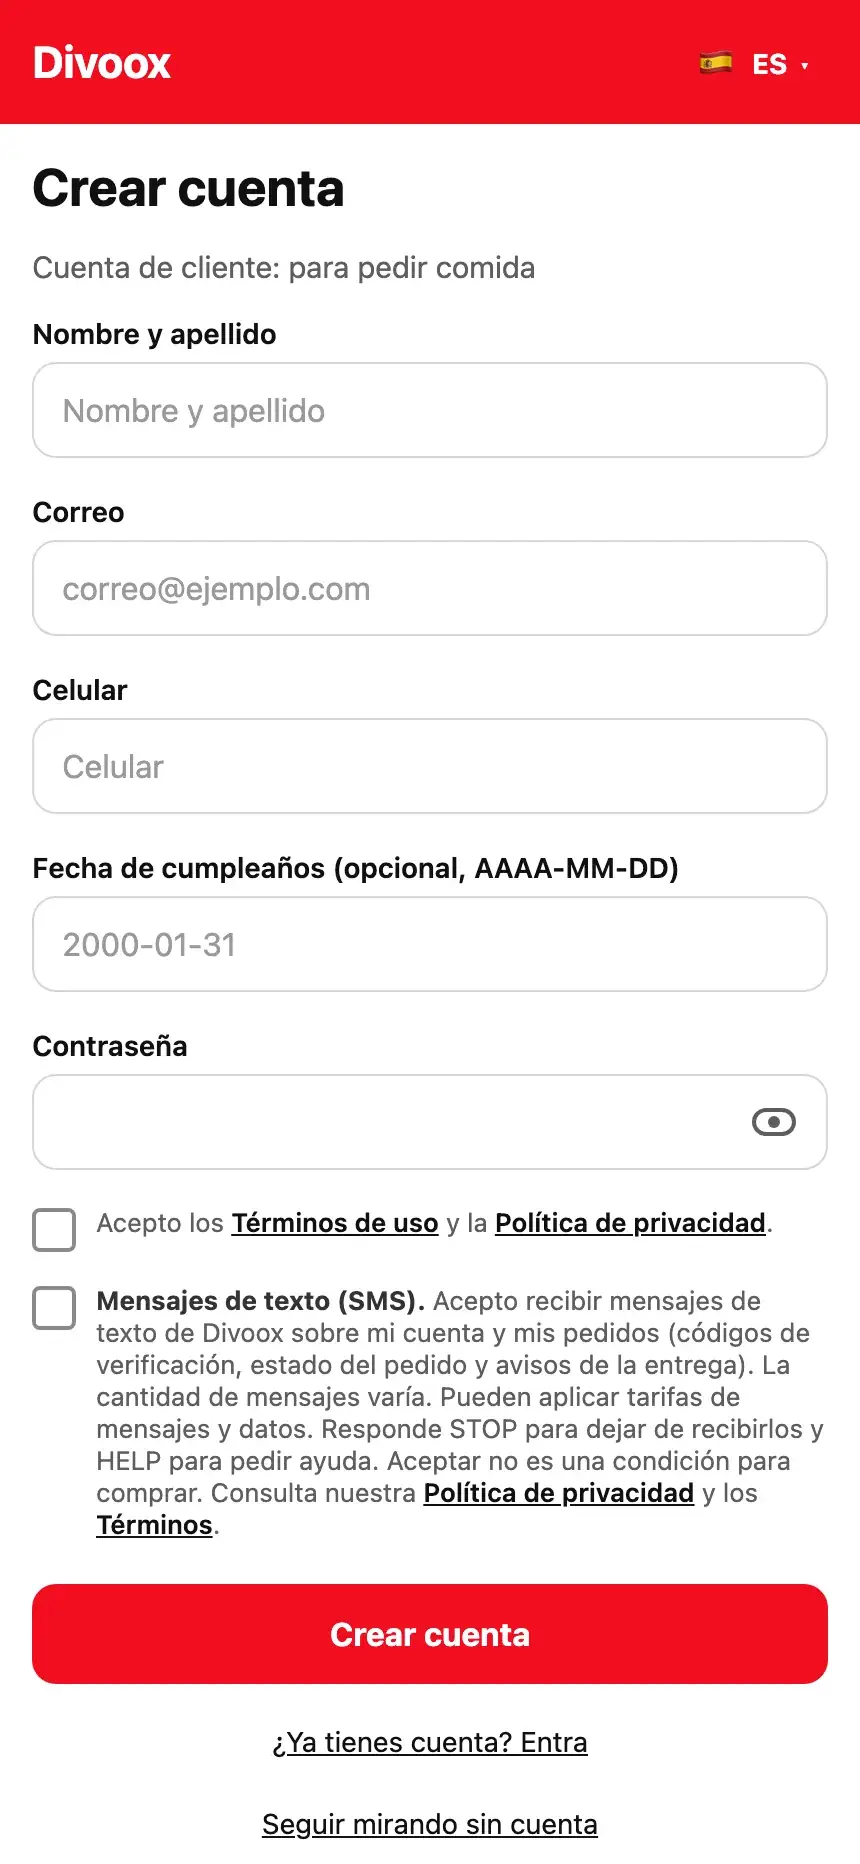 Divoox
ES
Crear cuenta
Cuenta de cliente: para pedir comida
Nombre y apellido
Nombre y apellido
Correo
correo@ejemplo.com
Celular
Celular
Fecha de cumpleaños (opcional, AAAA-MM-DD)
2000-01-31
Contraseña
Acepto los Términos de uso y la Política de privacidad.
Mensajes de texto (SMS). Acepto recibir mensajes de
texto de Divoox sobre mi cuenta y mis pedidos (códigos de
verificación, estado del pedido y avisos de la entrega). La
cantidad de mensajes varía. Pueden aplicar tarifas de
mensajes y datos. Responde STOP para dejar de recibirlos y
HELP para pedir ayuda. Aceptar no es una condición para
comprar. Consulta nuestra Política de privacidad y los
Términos.
Crear cuenta
¿Ya tienes cuenta? Entra
Seguir mirando sin cuenta